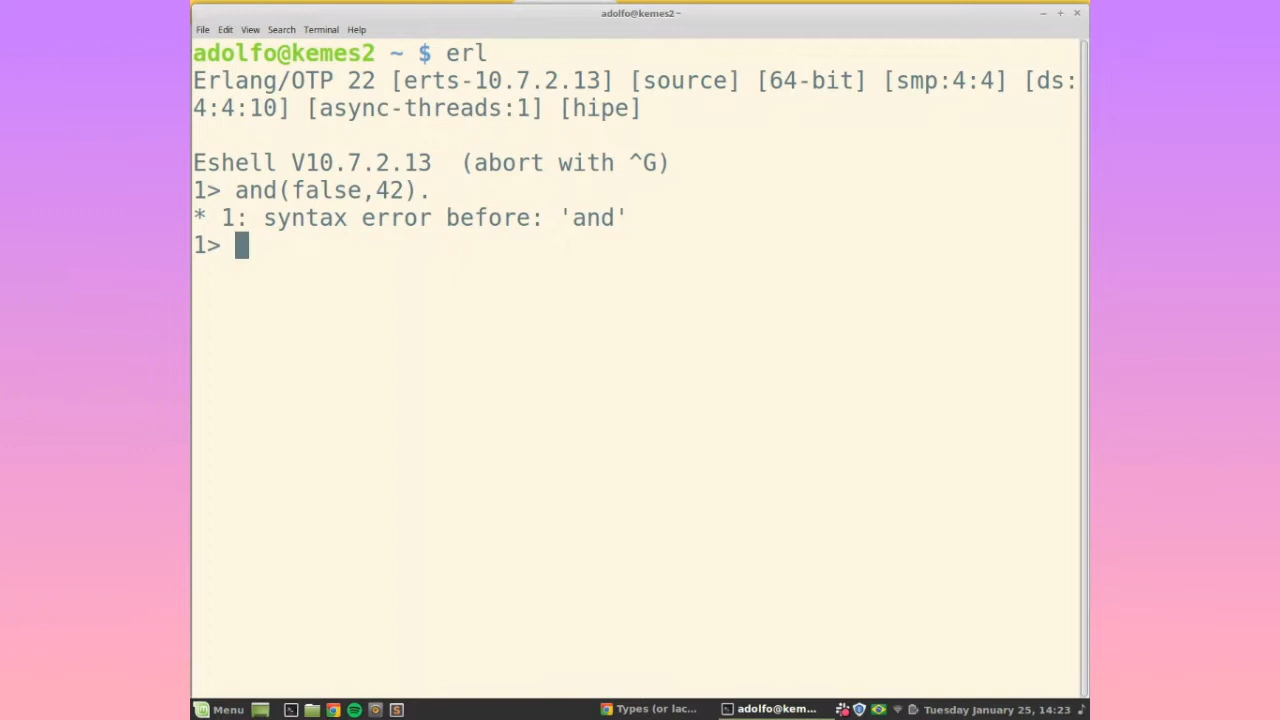 adolfo@kemes2 ~
File Edit View Search Terminal Help
adolfo@kemes2 ~ $ erl
Erlang/OTP 22 [erts-10.7.2.13] [source] [64-bit] [smp:4:4] [ds:
4:4:10] [async-threads:1] [hipe]
Eshell V10.7.2.13  (abort with ^G)
1> and(false,42).
* 1: syntax error before: 'and'
1>
Menu Types (or lac... adolfo@kem... Tuesday January 25, 14:23